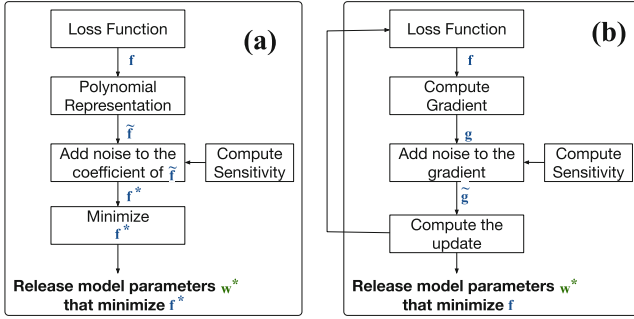 (a)
Loss Function
f
Polynomial
Representation
f̃
Add noise to the
coefficient of f̃
Compute
Sensitivity
f*
Minimize
f*
Release model parameters w*
that minimize f*
(b)
Loss Function
f
Compute
Gradient
g
Add noise to the
gradient
Compute
Sensitivity
g̃
Compute the
update
Release model parameters w*
that minimize f